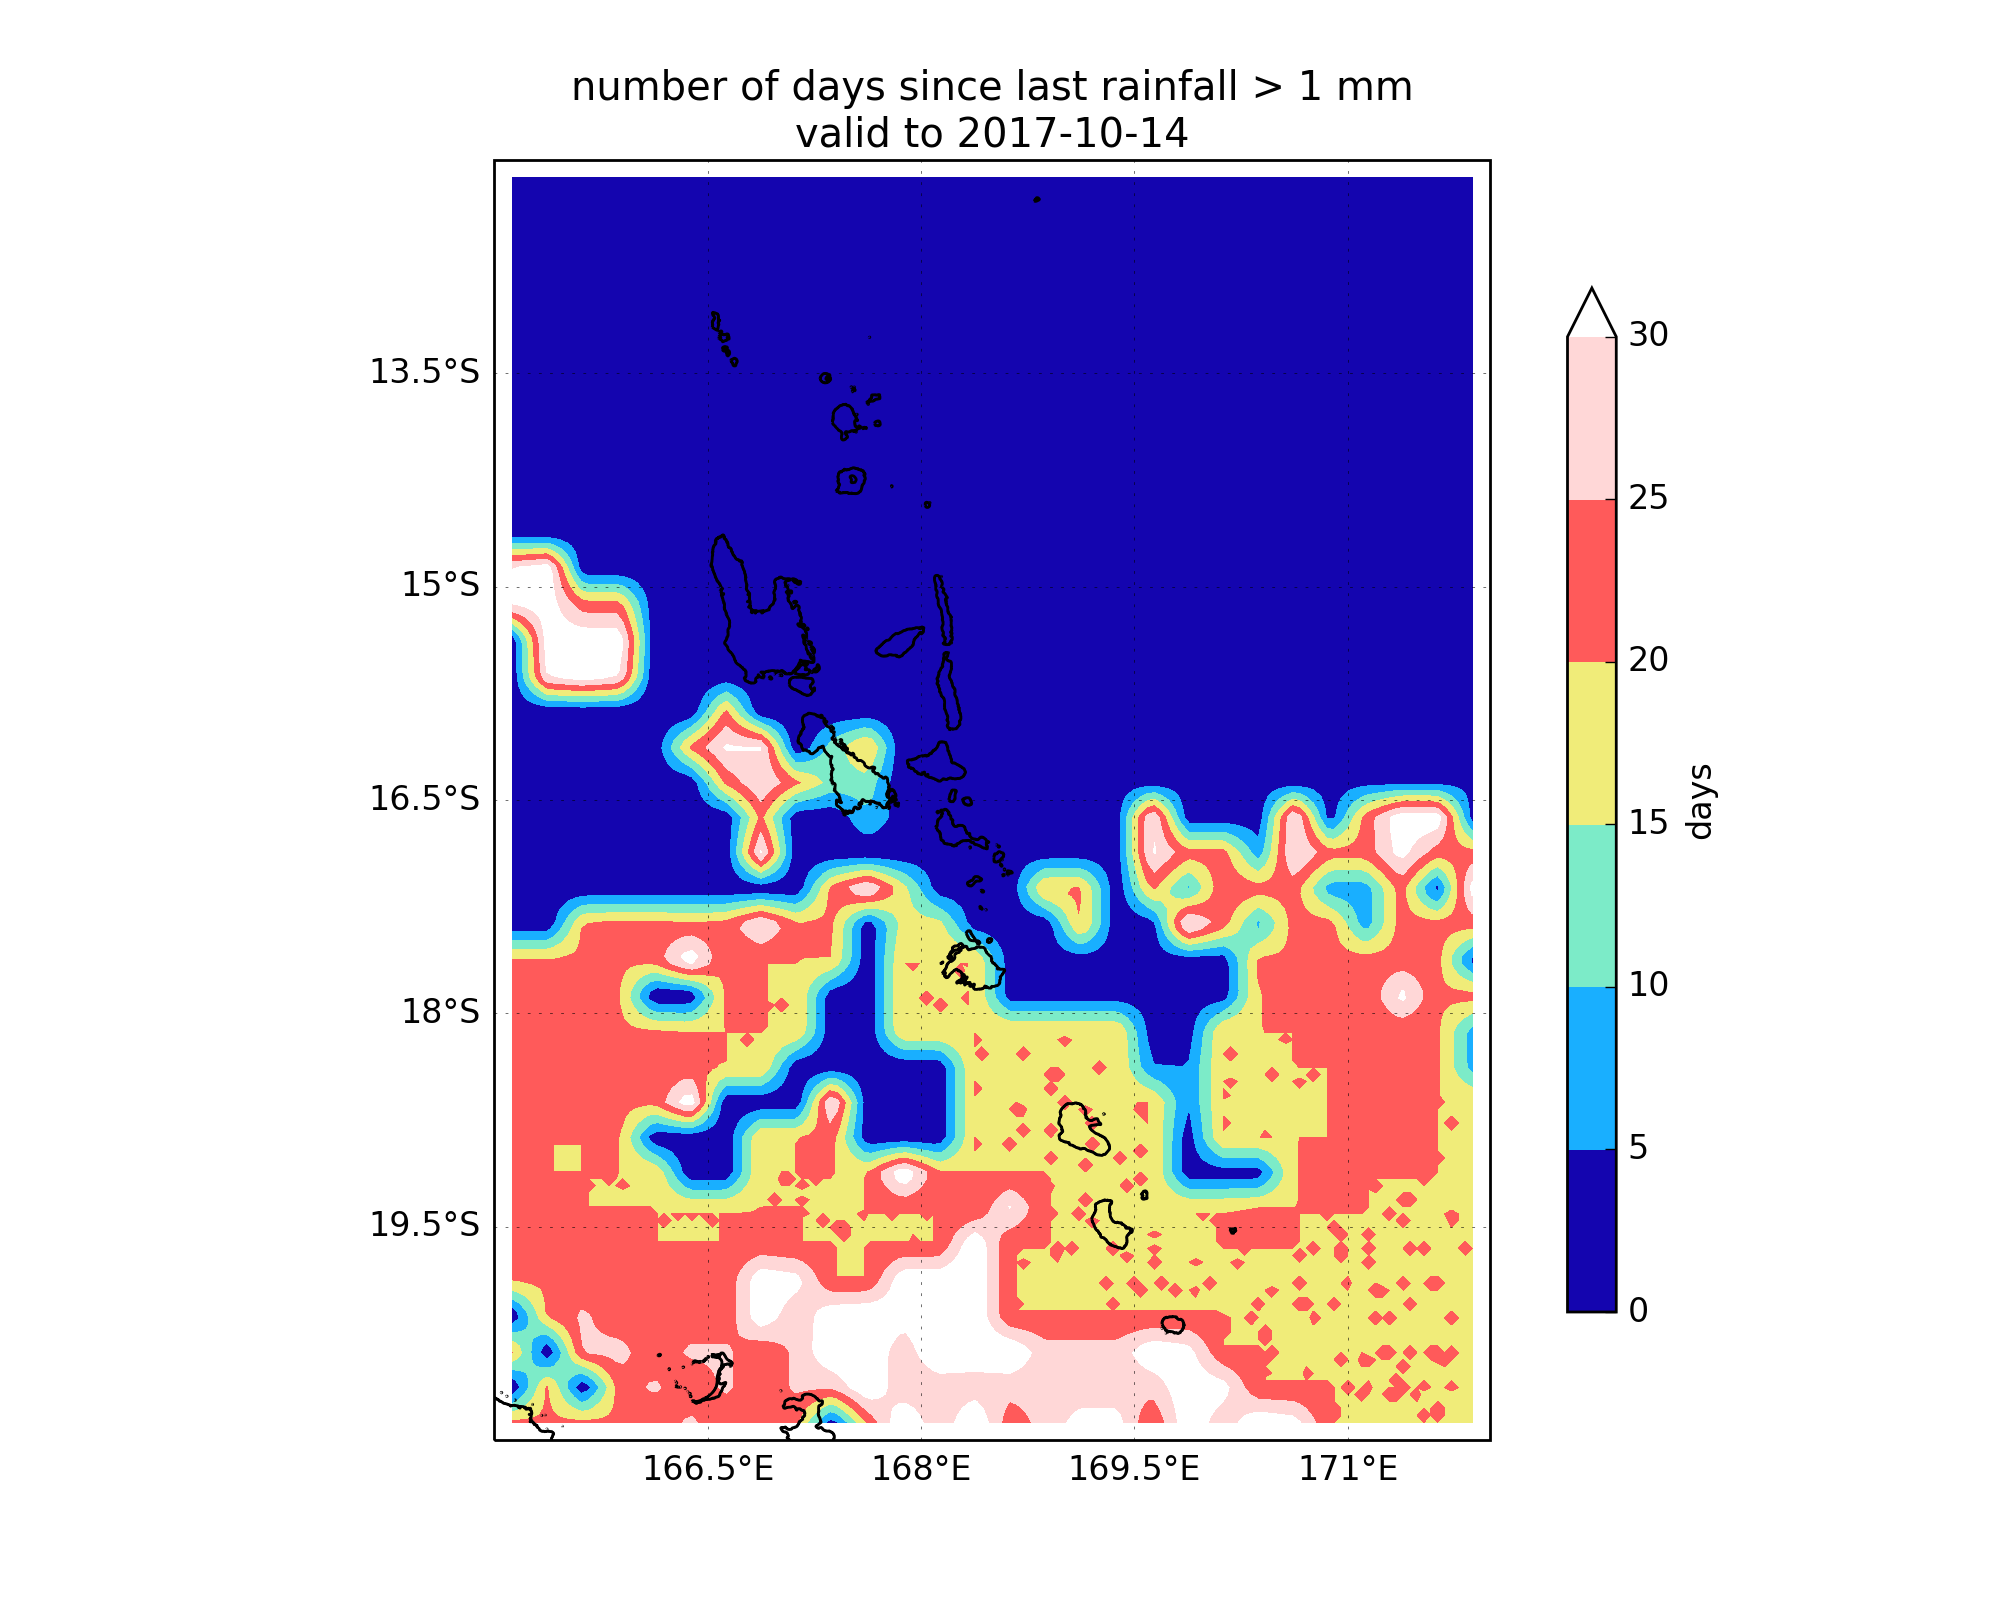 number of days since last rainfall > 1 mm
valid to 2017-10-14
13.5°S
15°S
16.5°S
18°S
19.5°S
166.5°E
168°E
169.5°E
171°E
30
25
20
15
10
5
0
days